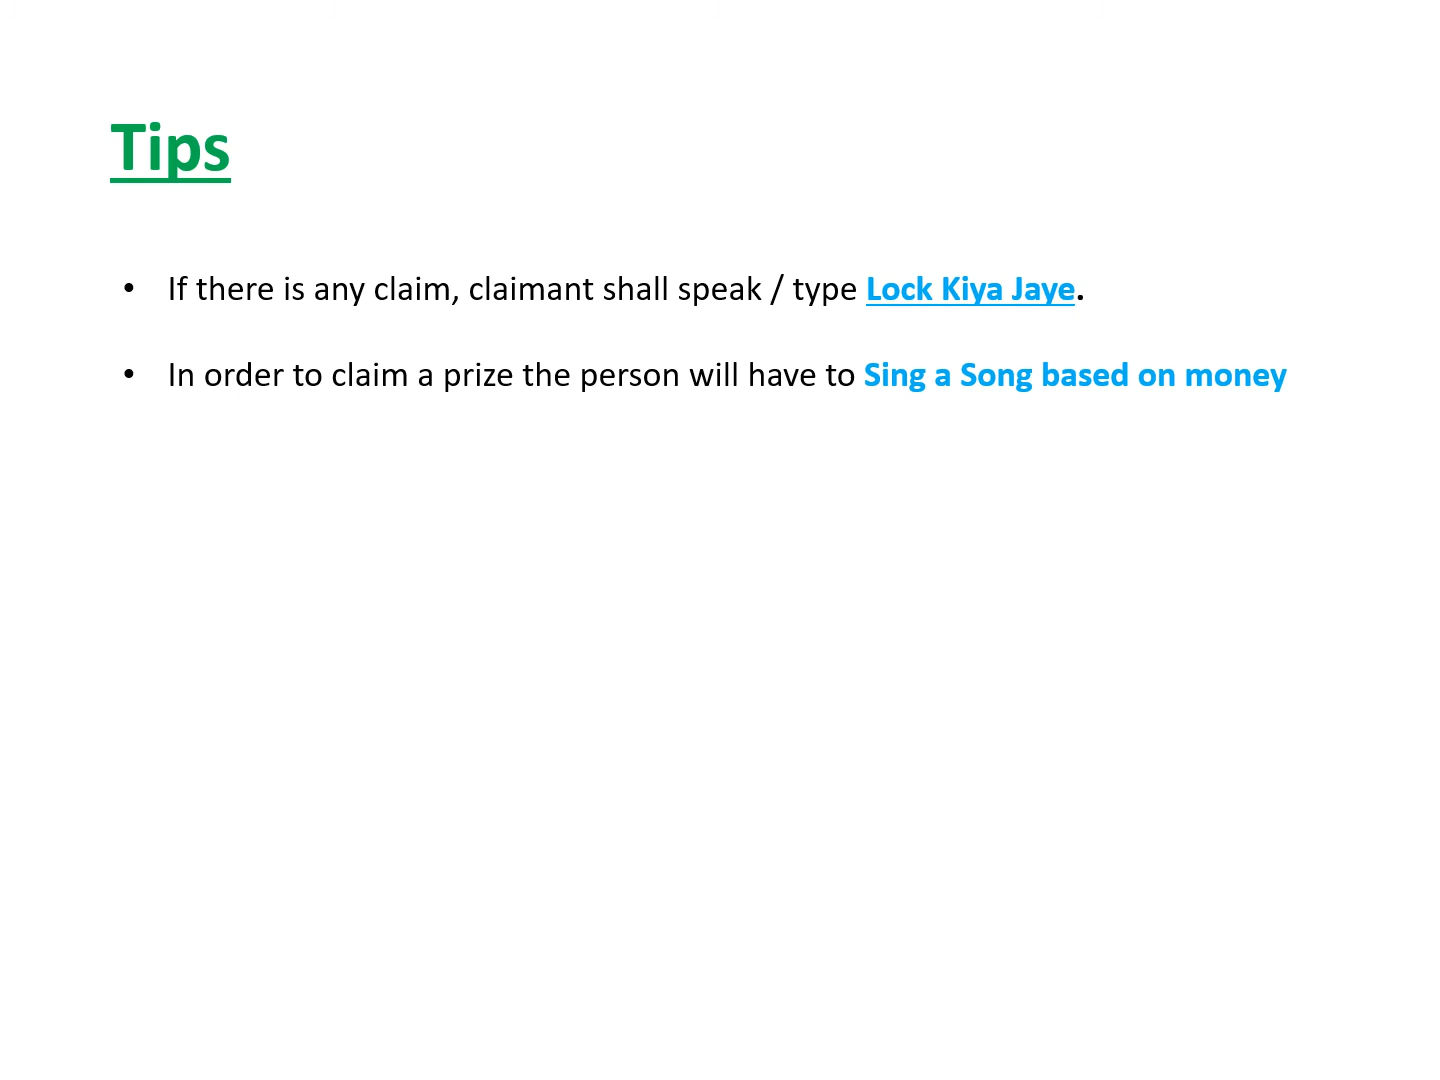 Tips
• If there is any claim, claimant shall speak / type Lock Kiya Jaye.
• In order to claim a prize the person will have to Sing a Song based on money